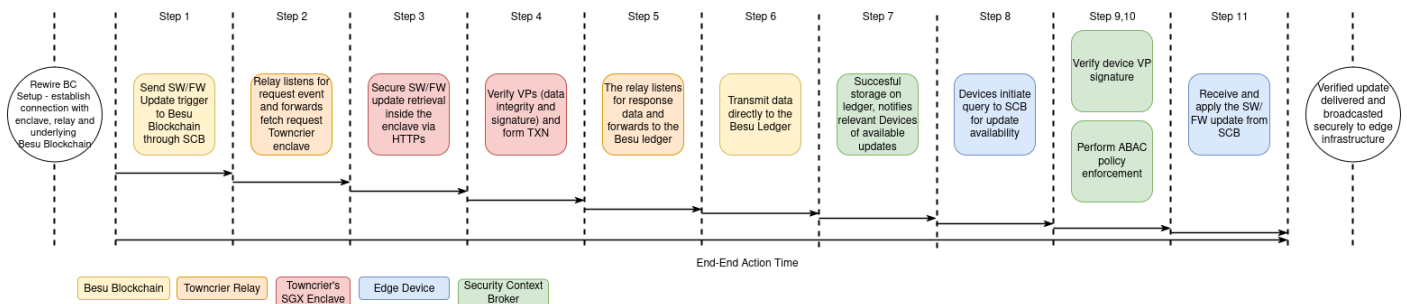 Step 1
Step 2
Step 3
Step 4
Step 5
Step 6
Step 7
Step 8
Step 9,10
Step 11
Rewire BC
Setup - establish
connection with
enclave, relay and
underlying
Besu Blockchain
Send SW/FW
Update trigger
to Besu
Blockchain
through SCB
Relay listens for
request event
and forwards
fetch request
Towncrier
enclave
Secure SW/FW
update retrieval
inside the
enclave via
HTTPs
Verify VPs (data
integrity and
signature) and
form TXN
The relay listens
for response
data and
forwards to the
Besu ledger
Transmit data
directly to the
Besu Ledger
Succesful
storage on
ledger, notifies
relevant Devices
of available
updates
Devices initiate
query to SCB
for update
availability
Verify device VP
signature
Perform ABAC
policy
enforcement
Receive and
apply the SW/
FW update from
SCB
Verified update
delivered and
broadcasted
securely to edge
infrastructure
End-End Action Time
Besu Blockchain
Towncrier Relay
Towncrier's
SGX Enclave
Edge Device
Security Context
Broker